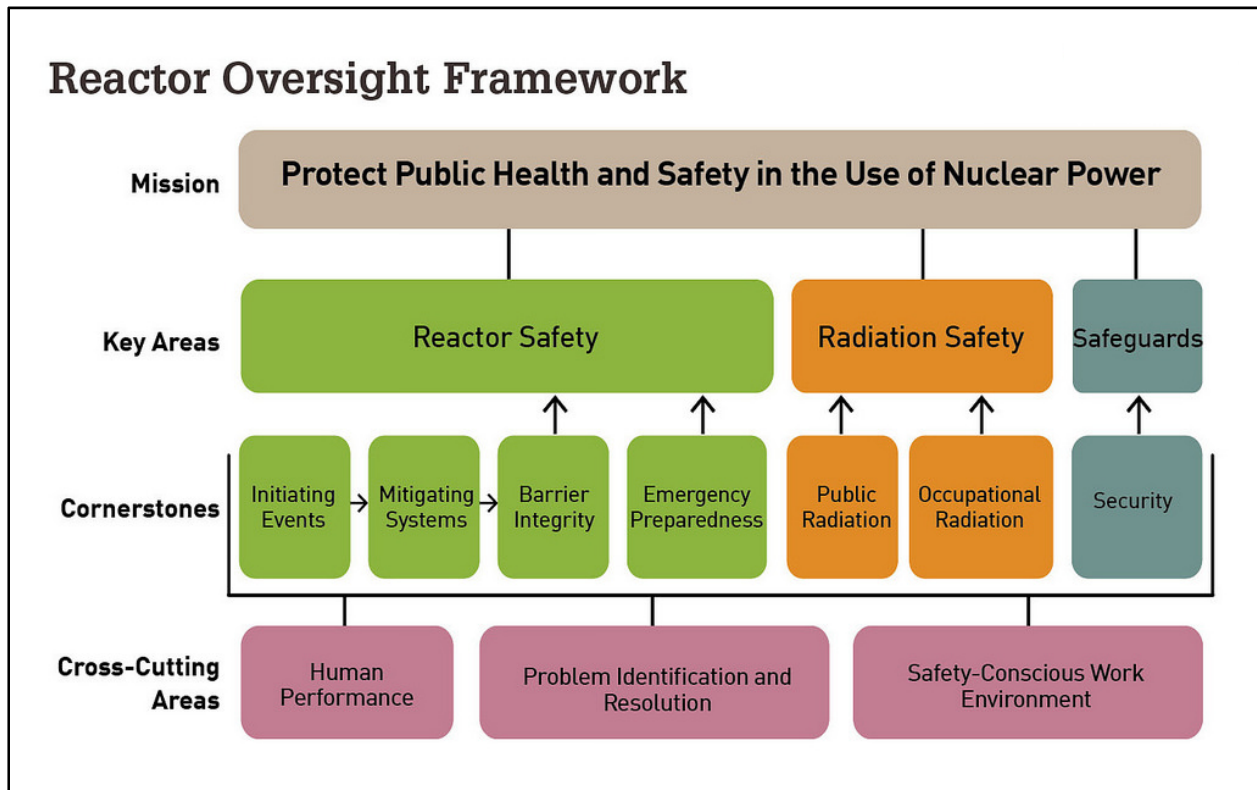 Reactor Oversight Framework
Mission
Protect Public Health and Safety in the Use of Nuclear Power
Key Areas
Reactor Safety
Radiation Safety
Safeguards
Cornerstones
Initiating
Events
Mitigating
Systems
Barrier
Integrity
Emergency
Preparedness
Public
Radiation
Occupational
Radiation
Security
Cross-Cutting
Areas
Human
Performance
Problem Identification and
Resolution
Safety-Conscious Work
Environment